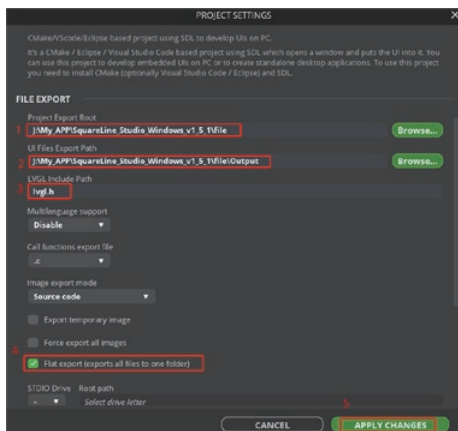 PROJECT SETTINGS
CMake/VScode/Eclipse based project using SDL to develop UIs on PC.
It's a CMake / Eclipse / Visual Studio Code based project using SDL which opens a window and puts the UI into it. You
can use this project to develop embedded UIs on PC or to create standalone desktop applications. To use this project
you need to install CMake (optionally Visual Studio Code / Eclipse) and SDL.
FILE EXPORT
Project Export Root
1 J:\My_APP\SquareLine_Studio_Windows_v1_5_1\file Browse...
UI Files Export Path
2 J:\My_APP\SquareLine_Studio_Windows_v1_5_1\file\Output Browse...
LVGL Include Path
3 lvgl.h
Multilanguage support
Disable
Call functions export file
.c
Image export mode
Source code
Export temporary image
Force export all images
4 Flat export (exports all files to one folder)
STDIO Drive Root path
- Select drive letter
5
CANCEL APPLY CHANGES